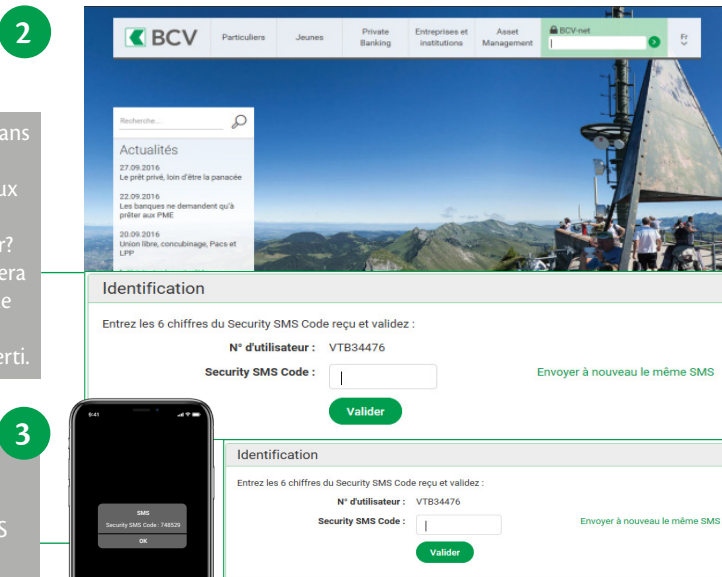 2
BCV
Particuliers
Jeunes
Private
Banking
Entreprises et
institutions
Asset
Management
BCV-net
Fr
Recherche...
Actualités
27.09.2016
Le prêt privé, loin d'être la panacée
22.09.2016
Les banques ne demandent qu'à
prêter aux PME
20.09.2016
Union libre, concubinage, Pacs et
LPP
ans
ux
r?
era
e
erti.
Identification
Entrez les 6 chiffres du Security SMS Code reçu et validez :
N° d'utilisateur : VTB34476
Security SMS Code :
Envoyer à nouveau le même SMS
Valider
3
S
9:41
SMS
Security SMS Code : 748529
OK
Identification
Entrez les 6 chiffres du Security SMS Code reçu et validez :
N° d'utilisateur : VTB34476
Security SMS Code :
Envoyer à nouveau le même SMS
Valider